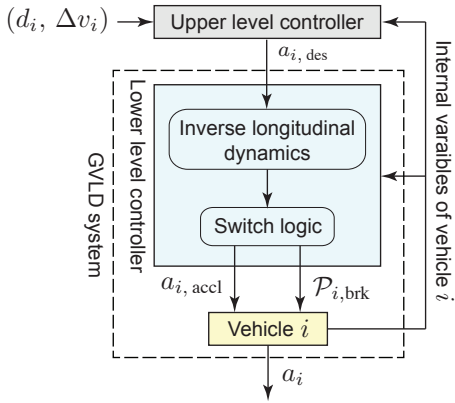 (d_i, Δv_i)
Upper level controller
a_{i, des}
Inverse longitudinal
dynamics
Switch logic
a_{i, accl}
𝒫_{i,brk}
Vehicle i
a_i
Lower level controller
GVLD system
Internal varaibles of vehicle i